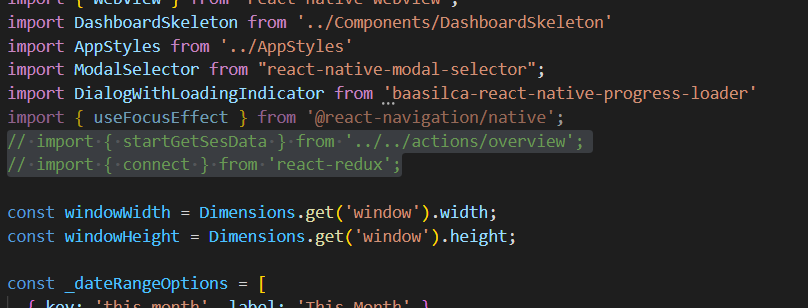 import { WebView } from 'react-native-webview';
import DashboardSkeleton from '../Components/DashboardSkeleton'
import AppStyles from '../AppStyles'
import ModalSelector from "react-native-modal-selector";
import DialogWithLoadingIndicator from 'baasilca-react-native-progress-loader'
import { useFocusEffect } from '@react-navigation/native';
// import { startGetSesData } from '../../actions/overview';
// import { connect } from 'react-redux';
const windowWidth = Dimensions.get('window').width;
const windowHeight = Dimensions.get('window').height;
const _dateRangeOptions = [
{ key: 'this_month', label: 'This Month' }